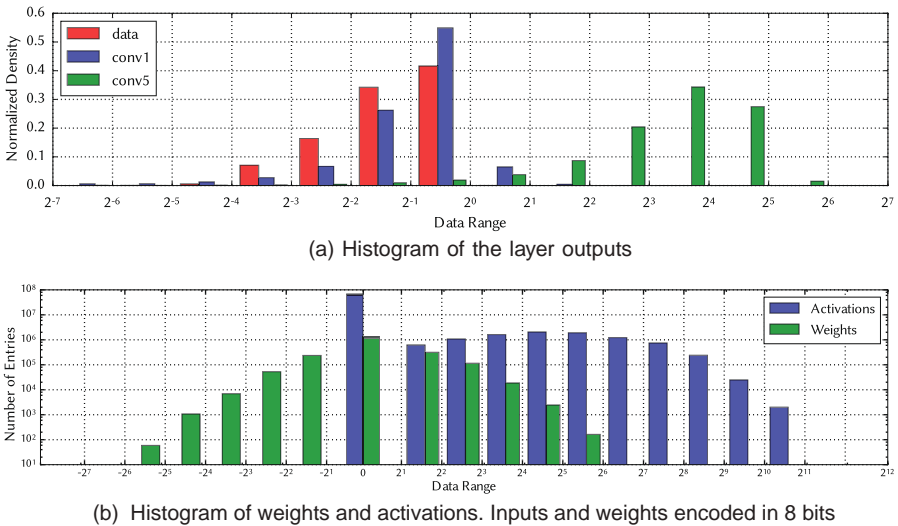 0.6
0.5
0.4
0.3
0.2
0.1
0.0
Normalized Density
data
conv1
conv5
2-7 2-6 2-5 2-4 2-3 2-2 2-1 20 21 22 23 24 25 26 27
Data Range
(a) Histogram of the layer outputs
108
106
105
104
103
102
101
Number of Entries
Activations
Weights
-27 -26 -25 -24 -23 -22 -21 0 21 22 23 24 25 26 27 28 29 210 211 212
Data Range
(b) Histogram of weights and activations. Inputs and weights encoded in 8 bits